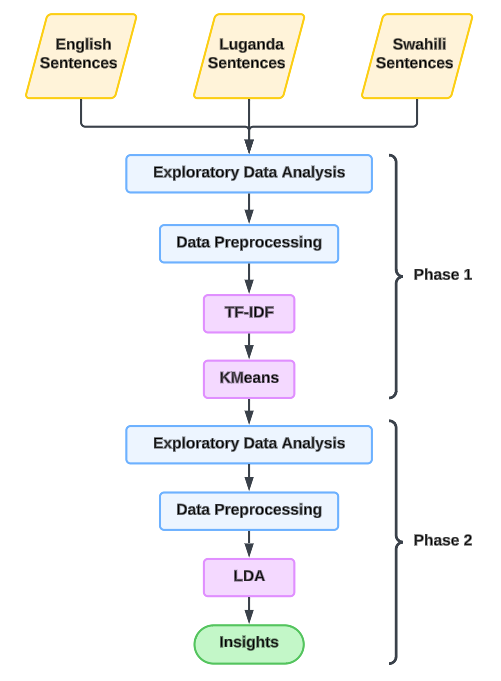 English
Sentences
Luganda
Sentences
Swahili
Sentences
Exploratory Data Analysis
Data Preprocessing
Phase 1
TF-IDF
KMeans
Exploratory Data Analysis
Data Preprocessing
Phase 2
LDA
Insights